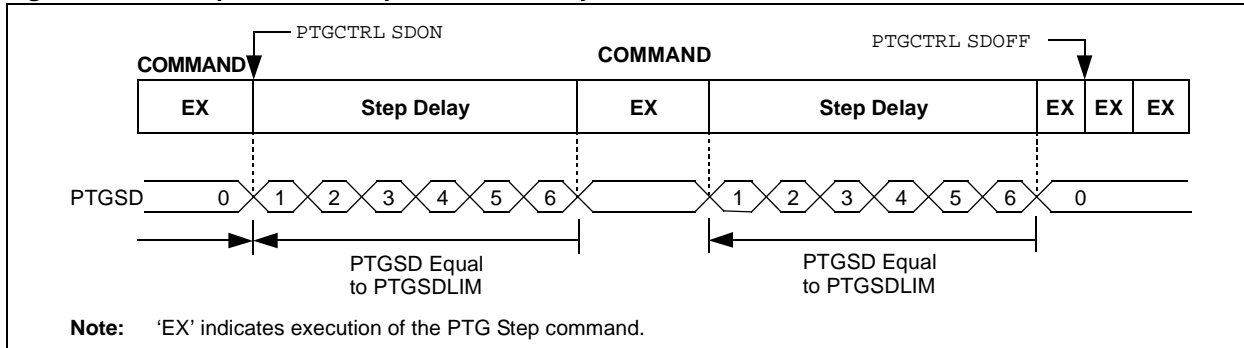 PTGCTRL SDON
PTGCTRL SDOFF
COMMAND
COMMAND
EX Step Delay EX Step Delay EX EX EX
PTGSD 0 1 2 3 4 5 6 1 2 3 4 5 6 0
PTGSD Equal
to PTGSDLIM
PTGSD Equal
to PTGSDLIM
Note: 'EX' indicates execution of the PTG Step command.